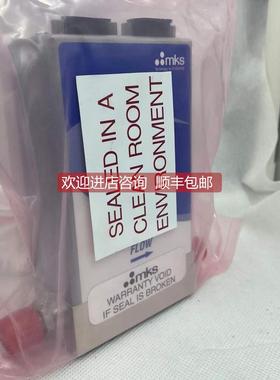 mks
SEALED IN A
CLEAN ROOM
ENVIRONMENT
欢迎进店咨询 顺丰包邮
FLOW
mks
WARRANTY VOID
IF SEAL IS BROKEN